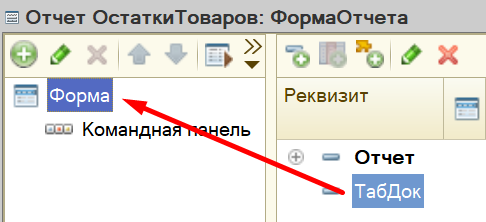 Отчет ОстаткиТоваров: ФормаОтчета
Форма
Командная панель
Реквизит
Отчет
ТабДок